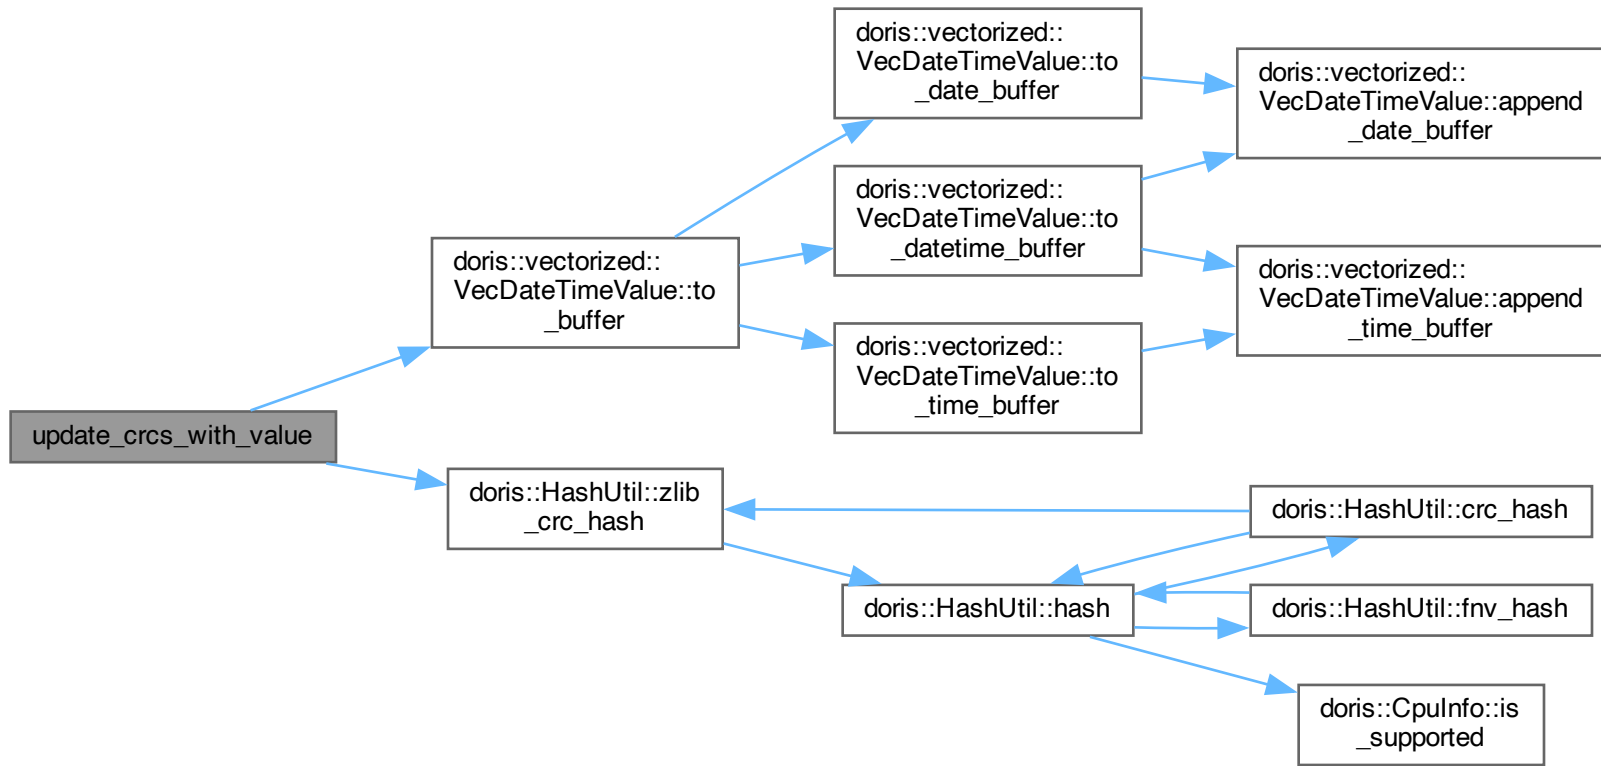 update_crcs_with_value
doris::vectorized::
VecDateTimeValue::to
_buffer
doris::vectorized::
VecDateTimeValue::to
_date_buffer
doris::vectorized::
VecDateTimeValue::to
_datetime_buffer
doris::vectorized::
VecDateTimeValue::to
_time_buffer
doris::vectorized::
VecDateTimeValue::append
_date_buffer
doris::vectorized::
VecDateTimeValue::append
_time_buffer
doris::HashUtil::zlib
_crc_hash
doris::HashUtil::hash
doris::HashUtil::crc_hash
doris::HashUtil::fnv_hash
doris::CpuInfo::is
_supported